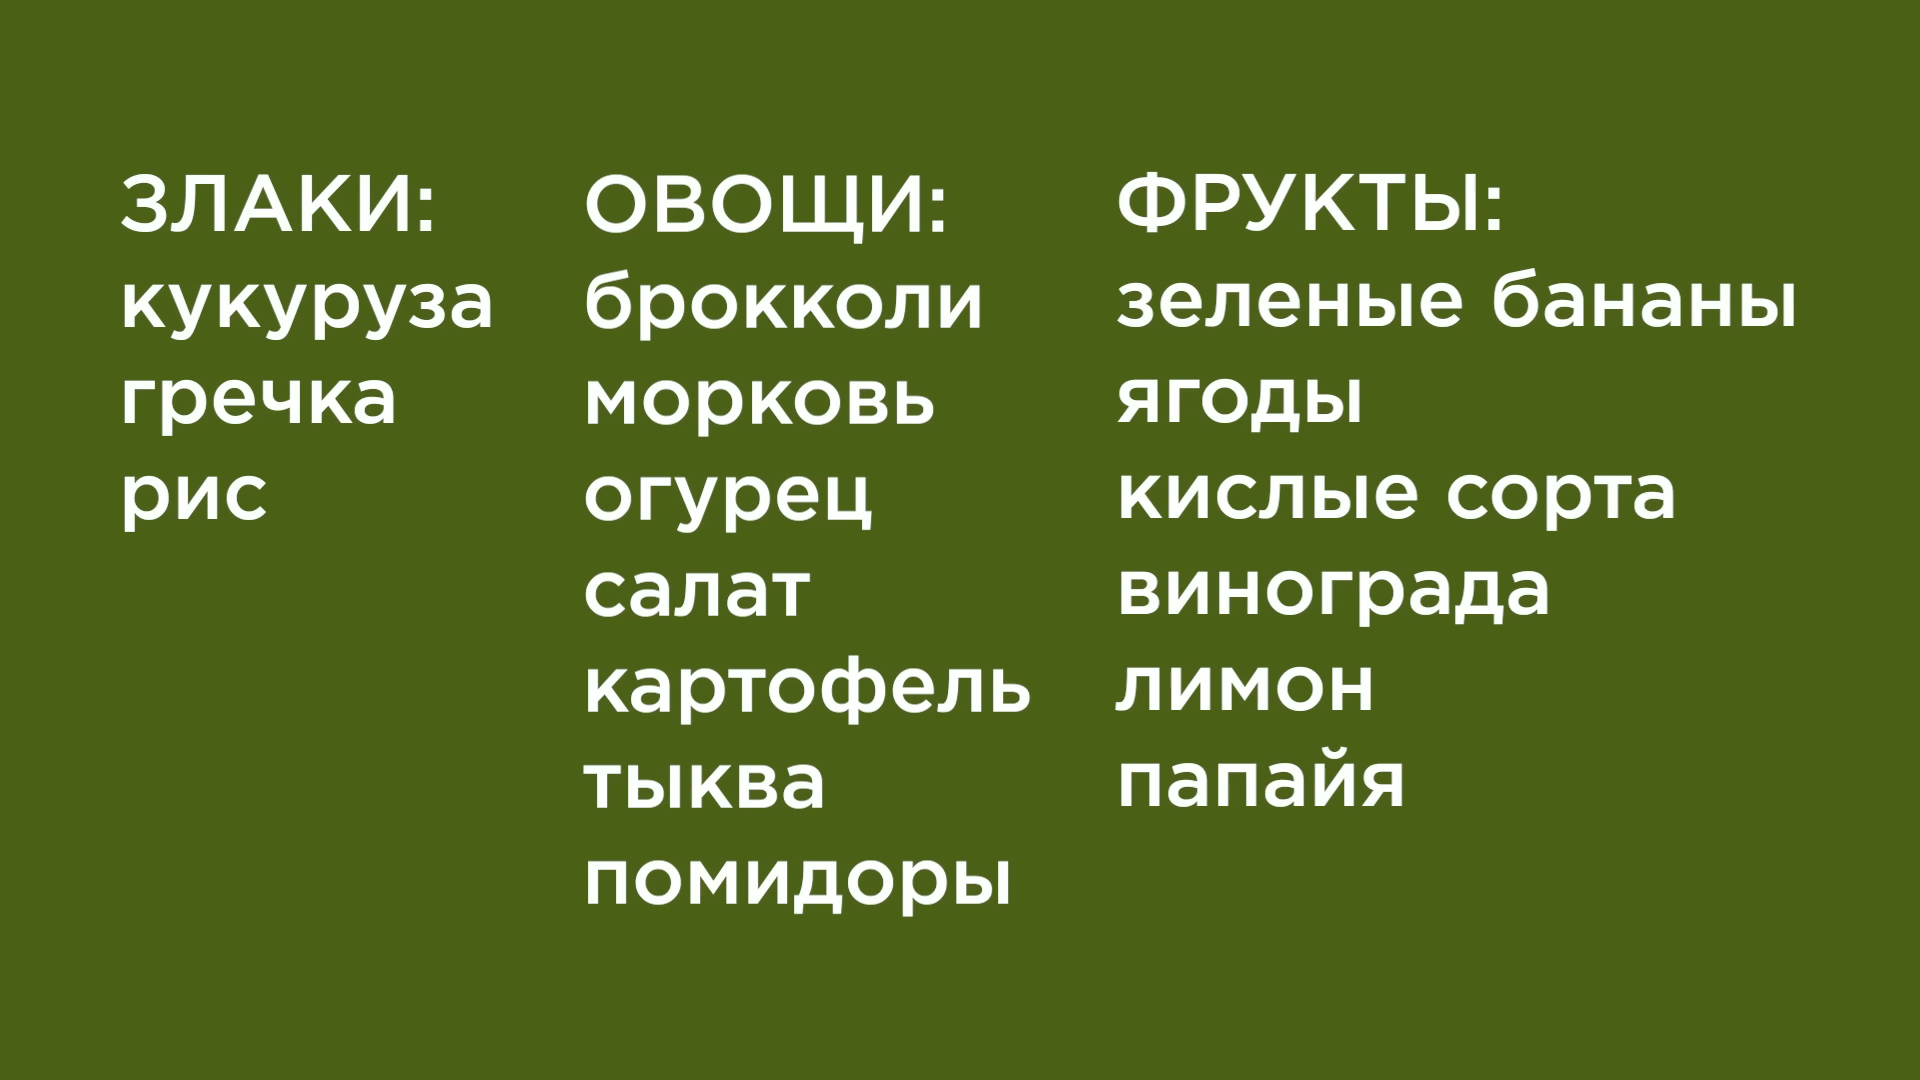 ЗЛАКИ:
кукуруза
гречка
рис
ОВОЩИ:
брокколи
морковь
огурец
салат
картофель
тыква
помидоры
ФРУКТЫ:
зеленые бананы
ягоды
кислые сорта
винограда
лимон
папайя